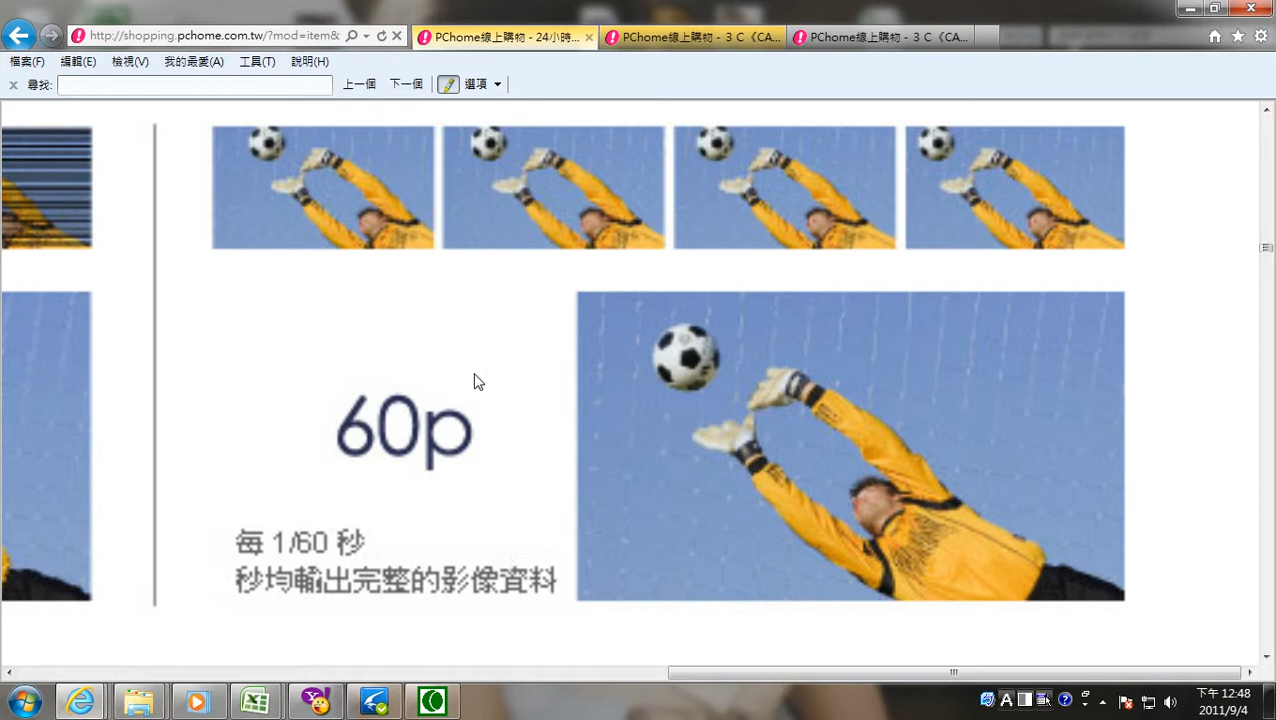 http://shopping.pchome.com.tw/?mod=item&
PChome線上購物 - 24小時...
PChome線上購物 - 3 C《CA...
PChome線上購物 - 3 C《CA...
檔案(F) 編輯(E) 檢視(V) 我的最愛(A) 工具(T) 說明(H)
尋找: 上一個 下一個 選項
60p
每 1/60 秒
秒均輸出完整的影像資料
下午 12:48
2011/9/4